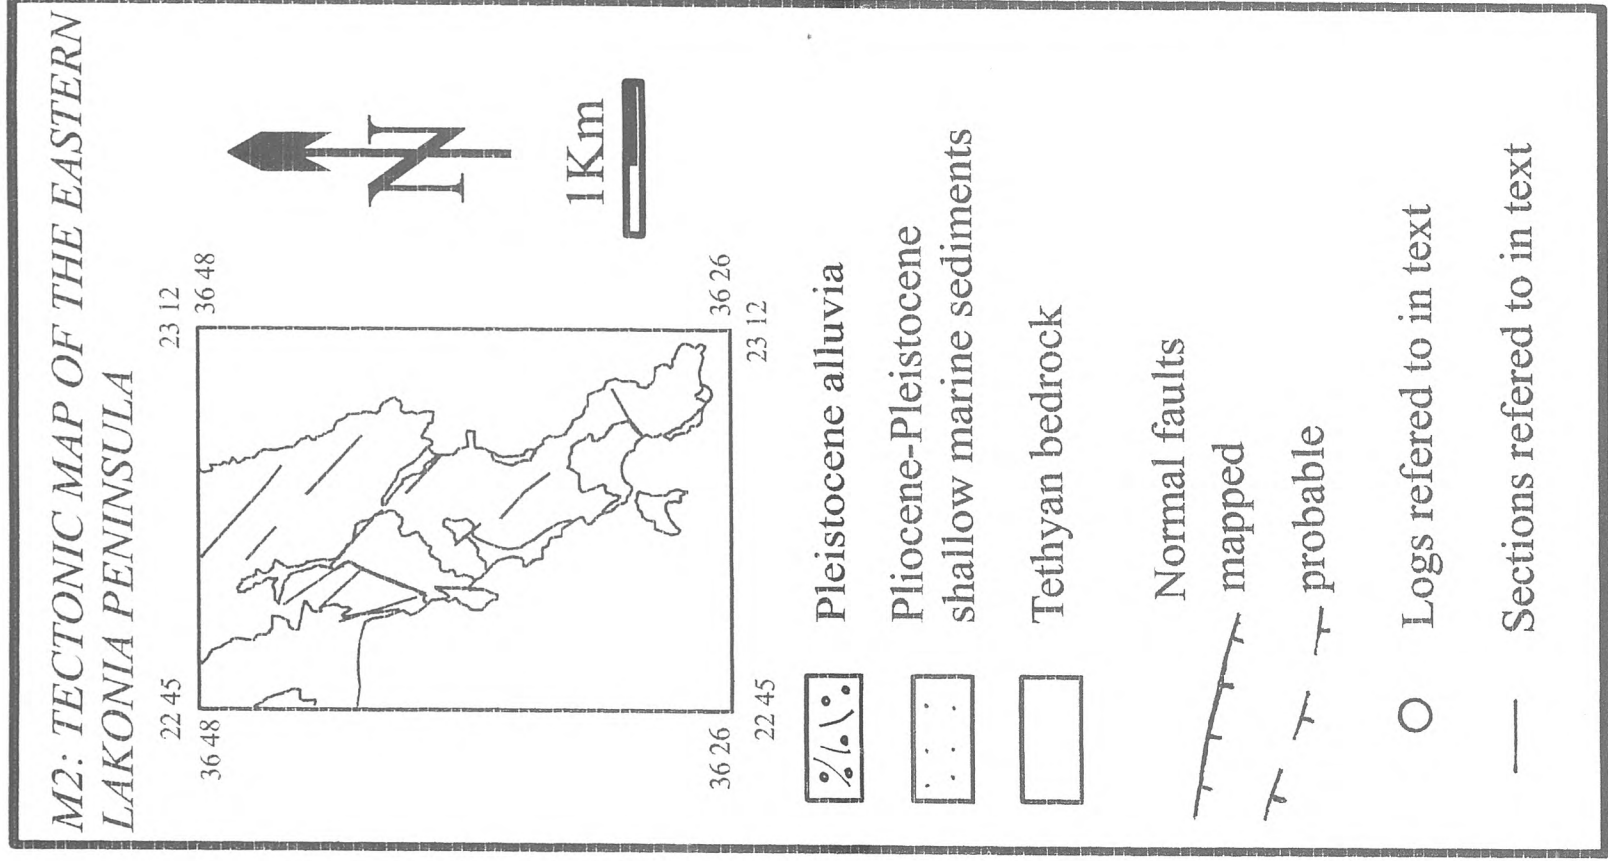 M2: TECTONIC MAP OF THE EASTERN
LAKONIA PENINSULA
22 45
23 12
36 48
36 48
36 26
36 26
22 45
23 12
N
1Km
Pleistocene alluvia
Pliocene-Pleistocene
shallow marine sediments
Tethyan bedrock
Normal faults
mapped
probable
Logs refered to in text
Sections refered to in text